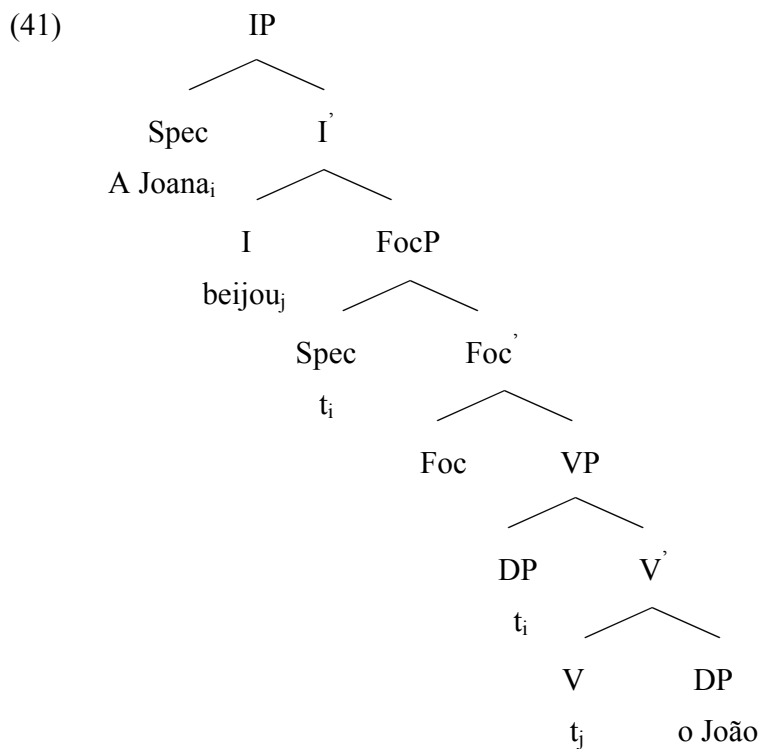 (41) IP
Spec I’
A Joanaᵢ
I FocP
beijouⱼ
Spec Foc’
tᵢ
Foc VP
DP V’
tᵢ
V DP
tⱼ o João